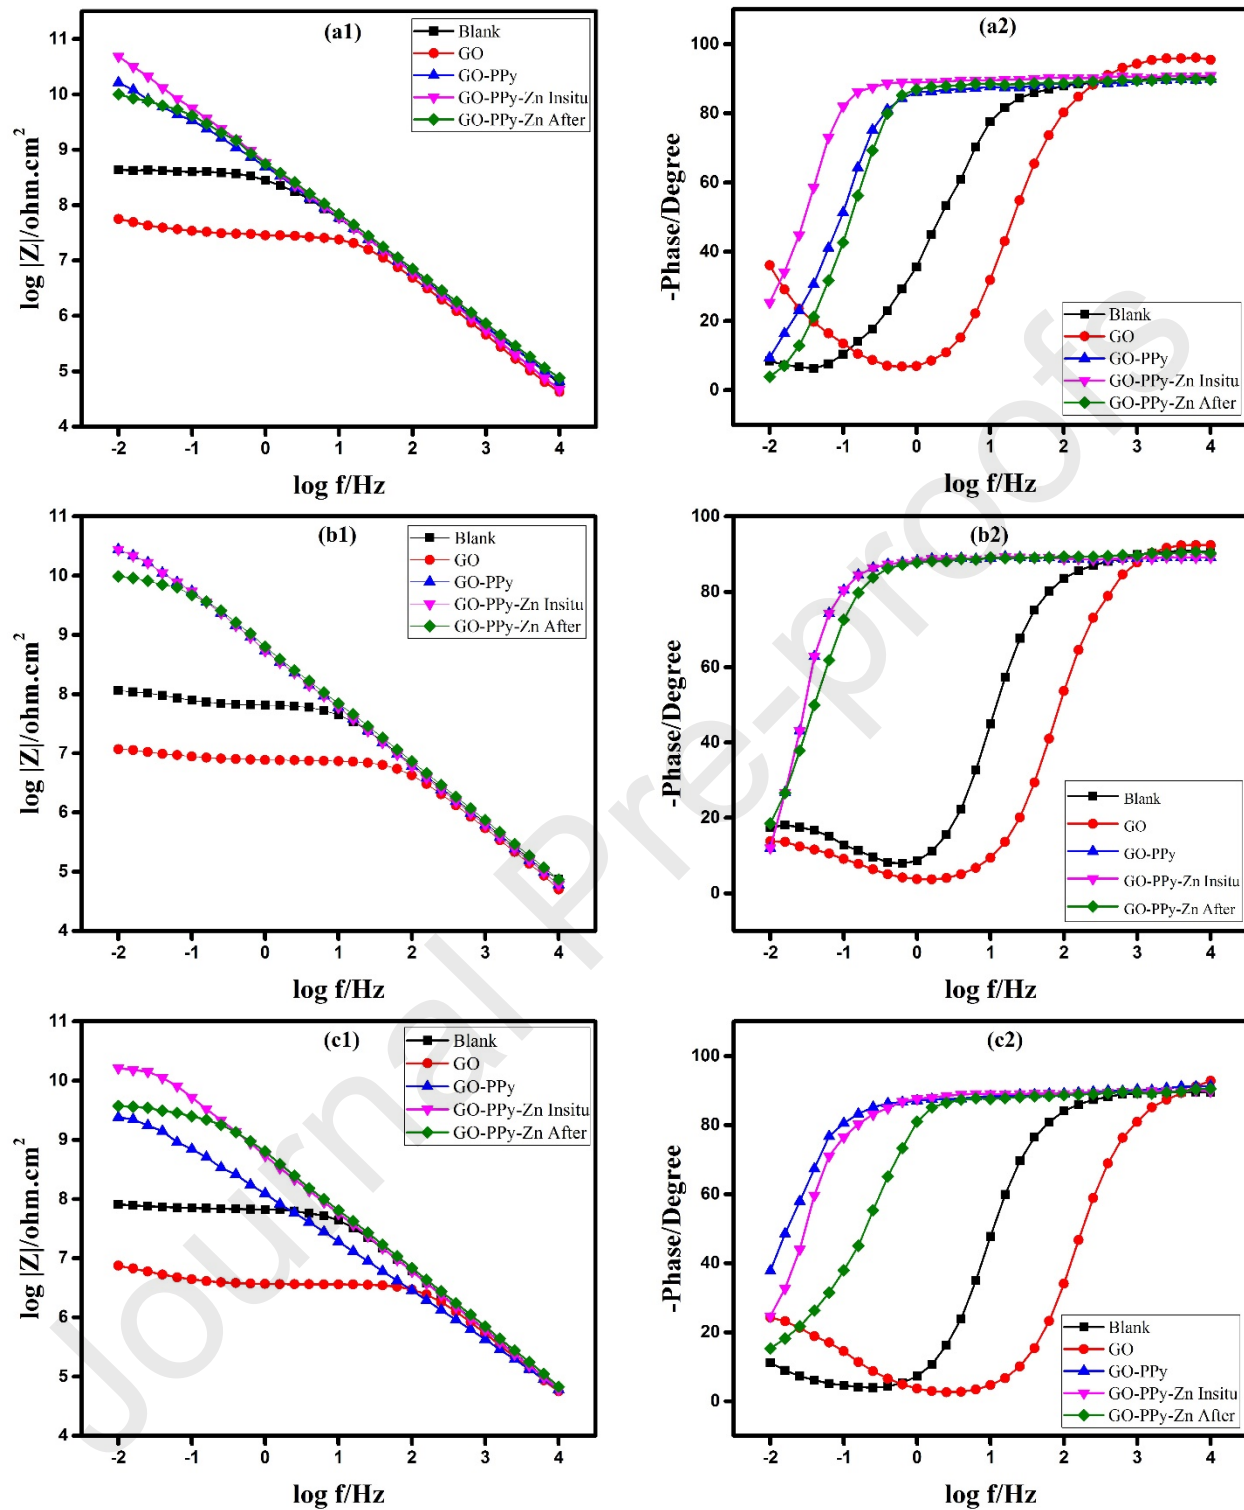 (a1)
Blank
GO
GO-PPy
GO-PPy-Zn Insitu
GO-PPy-Zn After
11
10
9
8
7
6
5
4
-2 -1 0 1 2 3 4
log |Z|/ohm.cm²
log f/Hz
(a2)
100
80
60
40
20
0
-2 -1 0 1 2 3 4
-Phase/Degree
log f/Hz
Blank
GO
GO-PPy
GO-PPy-Zn Insitu
GO-PPy-Zn After
(b1)
Blank
GO
GO-PPy
GO-PPy-Zn Insitu
GO-PPy-Zn After
11
10
9
8
7
6
5
4
-2 -1 0 1 2 3 4
log |Z|/ohm.cm²
log f/Hz
(b2)
100
80
60
40
20
0
-2 -1 0 1 2 3 4
-Phase/Degree
log f/Hz
Blank
GO
GO-PPy
GO-PPy-Zn Insitu
GO-PPy-Zn After
(c1)
Blank
GO
GO-PPy
GO-PPy-Zn Insitu
GO-PPy-Zn After
11
10
9
8
7
6
5
4
-2 -1 0 1 2 3 4
log |Z|/ohm.cm²
log f/Hz
(c2)
100
80
60
40
20
0
-2 -1 0 1 2 3 4
-Phase/Degree
log f/Hz
Blank
GO
GO-PPy
GO-PPy-Zn Insitu
GO-PPy-Zn After
Journal Pre-proofs